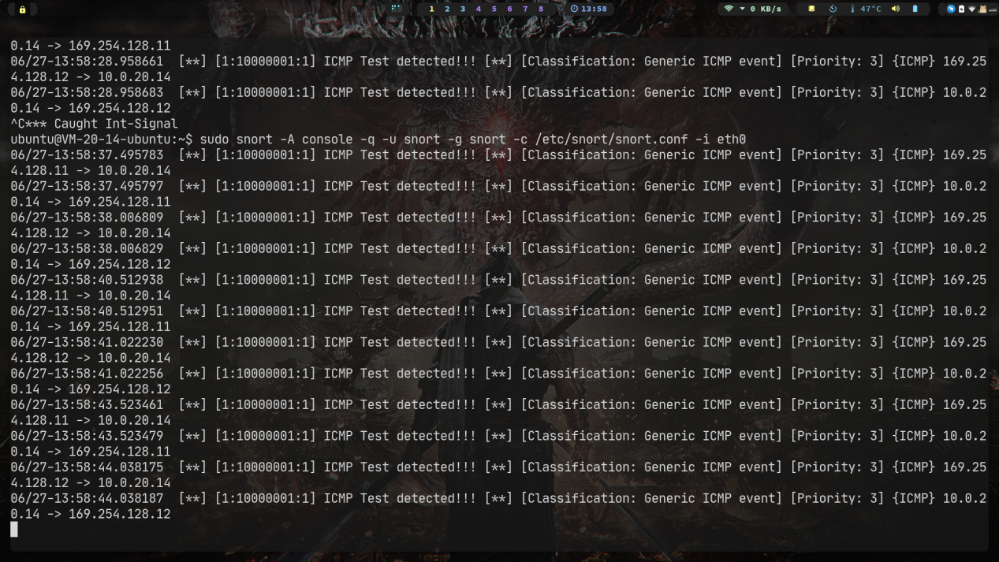 1 2 3 4 5 6 7 8 13:58 0 KB/s 47°C
0.14 -> 169.254.128.11
06/27-13:58:28.958661  [**] [1:10000001:1] ICMP Test detected!!! [**] [Classification: Generic ICMP event] [Priority: 3] {ICMP} 169.25
4.128.12 -> 10.0.20.14
06/27-13:58:28.958683  [**] [1:10000001:1] ICMP Test detected!!! [**] [Classification: Generic ICMP event] [Priority: 3] {ICMP} 10.0.2
0.14 -> 169.254.128.12
^C*** Caught Int-Signal
ubuntu@VM-20-14-ubuntu:~$ sudo snort -A console -q -u snort -g snort -c /etc/snort/snort.conf -i eth0
06/27-13:58:37.495783  [**] [1:10000001:1] ICMP Test detected!!! [**] [Classification: Generic ICMP event] [Priority: 3] {ICMP} 169.25
4.128.11 -> 10.0.20.14
06/27-13:58:37.495797  [**] [1:10000001:1] ICMP Test detected!!! [**] [Classification: Generic ICMP event] [Priority: 3] {ICMP} 10.0.2
0.14 -> 169.254.128.11
06/27-13:58:38.006809  [**] [1:10000001:1] ICMP Test detected!!! [**] [Classification: Generic ICMP event] [Priority: 3] {ICMP} 169.25
4.128.12 -> 10.0.20.14
06/27-13:58:38.006829  [**] [1:10000001:1] ICMP Test detected!!! [**] [Classification: Generic ICMP event] [Priority: 3] {ICMP} 10.0.2
0.14 -> 169.254.128.12
06/27-13:58:40.512938  [**] [1:10000001:1] ICMP Test detected!!! [**] [Classification: Generic ICMP event] [Priority: 3] {ICMP} 169.25
4.128.11 -> 10.0.20.14
06/27-13:58:40.512951  [**] [1:10000001:1] ICMP Test detected!!! [**] [Classification: Generic ICMP event] [Priority: 3] {ICMP} 10.0.2
0.14 -> 169.254.128.11
06/27-13:58:41.022230  [**] [1:10000001:1] ICMP Test detected!!! [**] [Classification: Generic ICMP event] [Priority: 3] {ICMP} 169.25
4.128.12 -> 10.0.20.14
06/27-13:58:41.022256  [**] [1:10000001:1] ICMP Test detected!!! [**] [Classification: Generic ICMP event] [Priority: 3] {ICMP} 10.0.2
0.14 -> 169.254.128.12
06/27-13:58:43.523461  [**] [1:10000001:1] ICMP Test detected!!! [**] [Classification: Generic ICMP event] [Priority: 3] {ICMP} 169.25
4.128.11 -> 10.0.20.14
06/27-13:58:43.523479  [**] [1:10000001:1] ICMP Test detected!!! [**] [Classification: Generic ICMP event] [Priority: 3] {ICMP} 10.0.2
0.14 -> 169.254.128.11
06/27-13:58:44.038175  [**] [1:10000001:1] ICMP Test detected!!! [**] [Classification: Generic ICMP event] [Priority: 3] {ICMP} 169.25
4.128.12 -> 10.0.20.14
06/27-13:58:44.038187  [**] [1:10000001:1] ICMP Test detected!!! [**] [Classification: Generic ICMP event] [Priority: 3] {ICMP} 10.0.2
0.14 -> 169.254.128.12